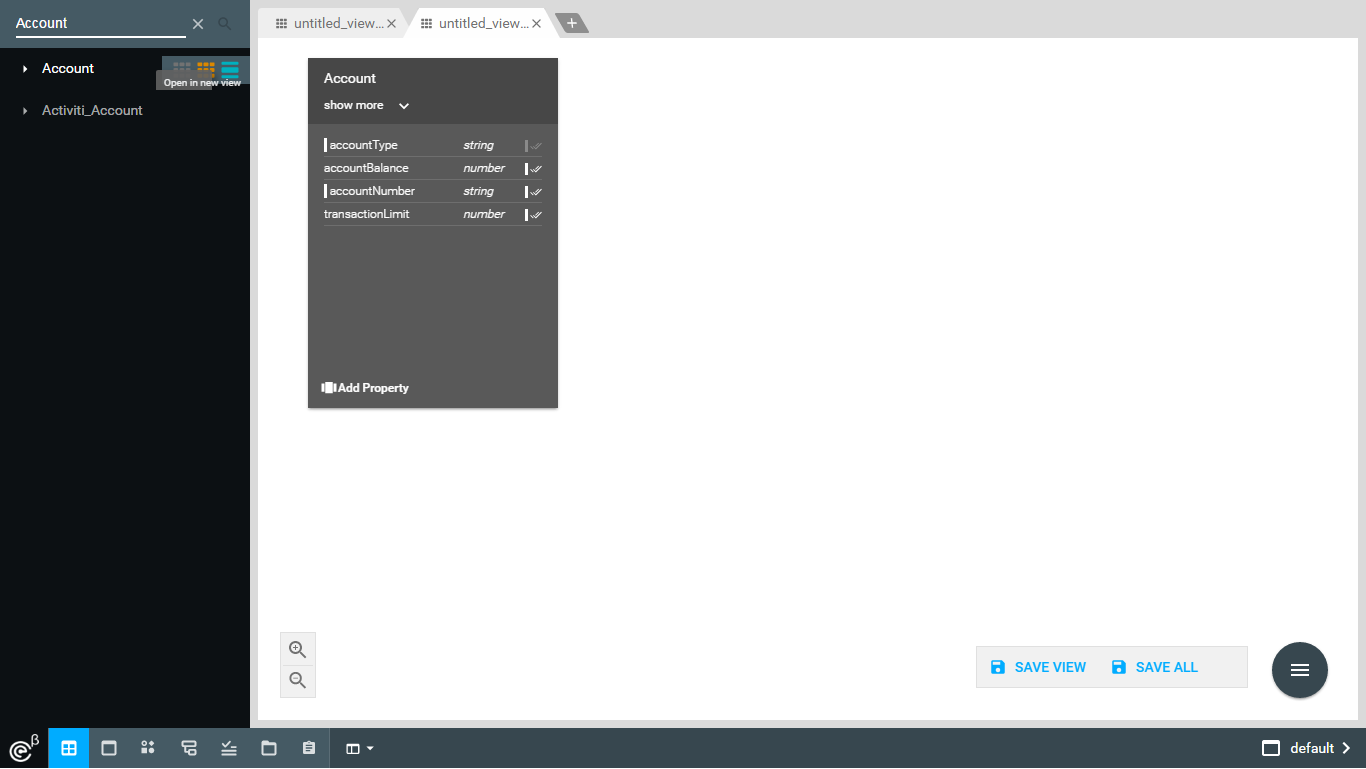 Account
Account
Open in new view
Activiti_Account
untitled_view...
untitled_view...
Account
show more
accountType string
accountBalance number
accountNumber string
transactionLimit number
Add Property
SAVE VIEW SAVE ALL
β
default